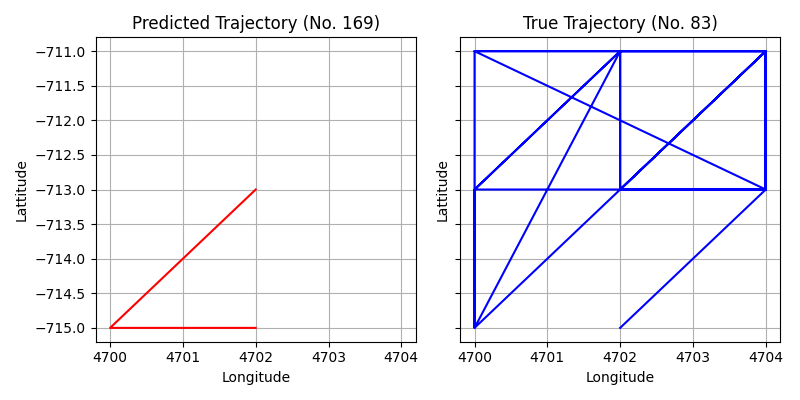 Predicted Trajectory (No. 169)
True Trajectory (No. 83)
−711.0
−711.5
−712.0
−712.5
−713.0
−713.5
−714.0
−714.5
−715.0
Lattitude
Lattitude
4700 4701 4702 4703 4704
4700 4701 4702 4703 4704
Longitude
Longitude